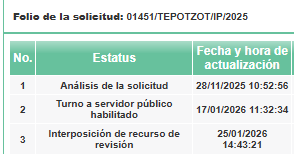 Folio de la solicitud: 01451/TEPOTZOT/IP/2025
No. Estatus Fecha y hora de actualización
1 Análisis de la solicitud 28/11/2025 10:52:56
2 Turno a servidor público habilitado 17/01/2026 11:32:34
3 Interposición de recurso de revisión 25/01/2026 14:43:21